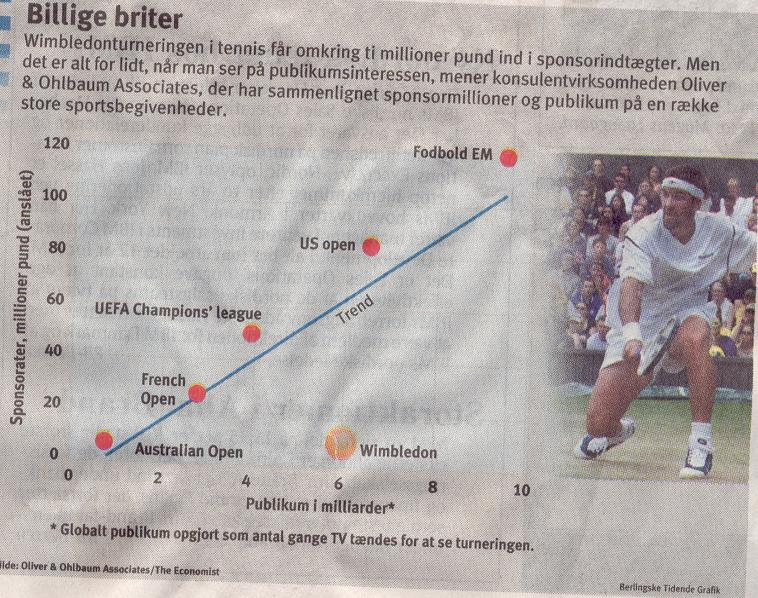 Billige briter
Wimbledonturneringen i tennis får omkring ti millioner pund ind i sponsorindtægter. Men
det er alt for lidt, når man ser på publikumsinteressen, mener konsulentvirksomheden Oliver
& Ohlbaum Associates, der har sammenlignet sponsormillioner og publikum på en række
store sportsbegivenheder.
Sponsorater, millioner pund (anslået)
120
100
80
60
40
20
0
Fodbold EM
US open
Trend
UEFA Champions' league
French
Open
Australian Open
Wimbledon
0 2 4 6 8 10
Publikum i milliarder*
* Globalt publikum opgjort som antal gange TV tændes for at se turneringen.
ilde: Oliver & Ohlbaum Associates/The Economist
Berlingske Tidende Grafik